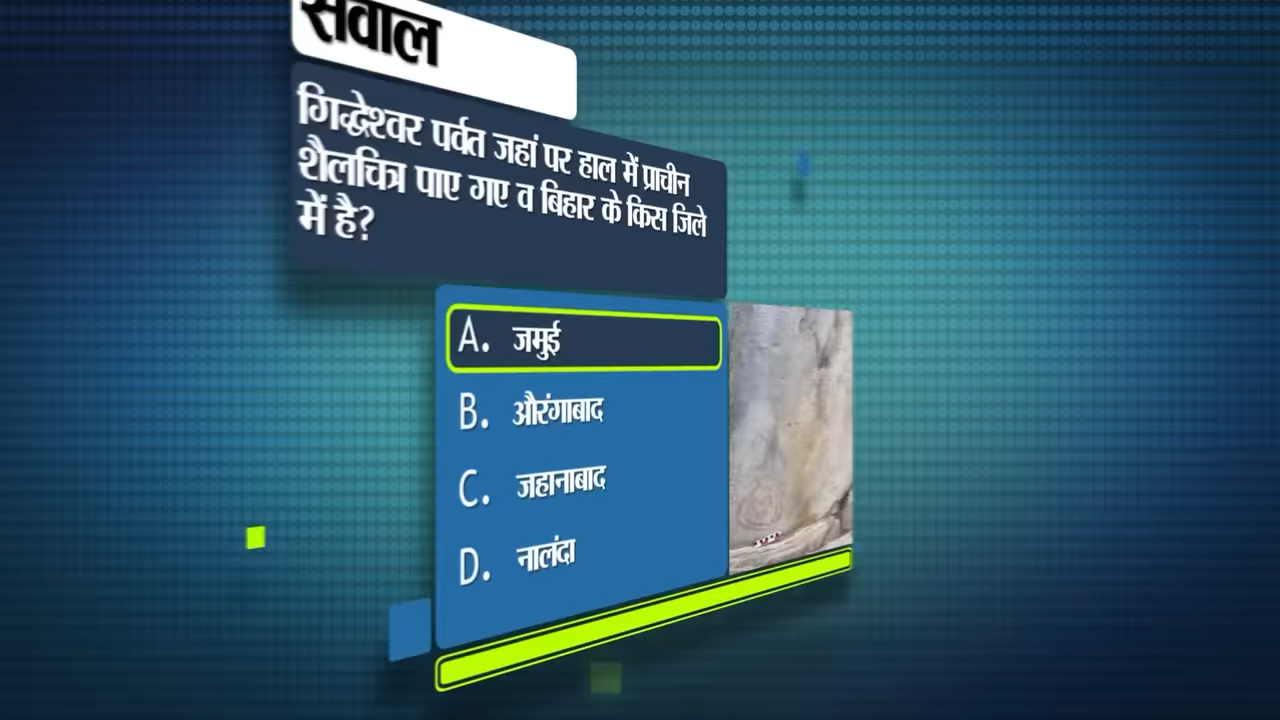 सवाल
गिद्धेश्वर पर्वत जहां पर हाल में प्राचीन
शैलचित्र पाए गए व बिहार के किस जिले
में है?
A. जमुई
B. औरंगाबाद
C. जहानाबाद
D. नालंदा